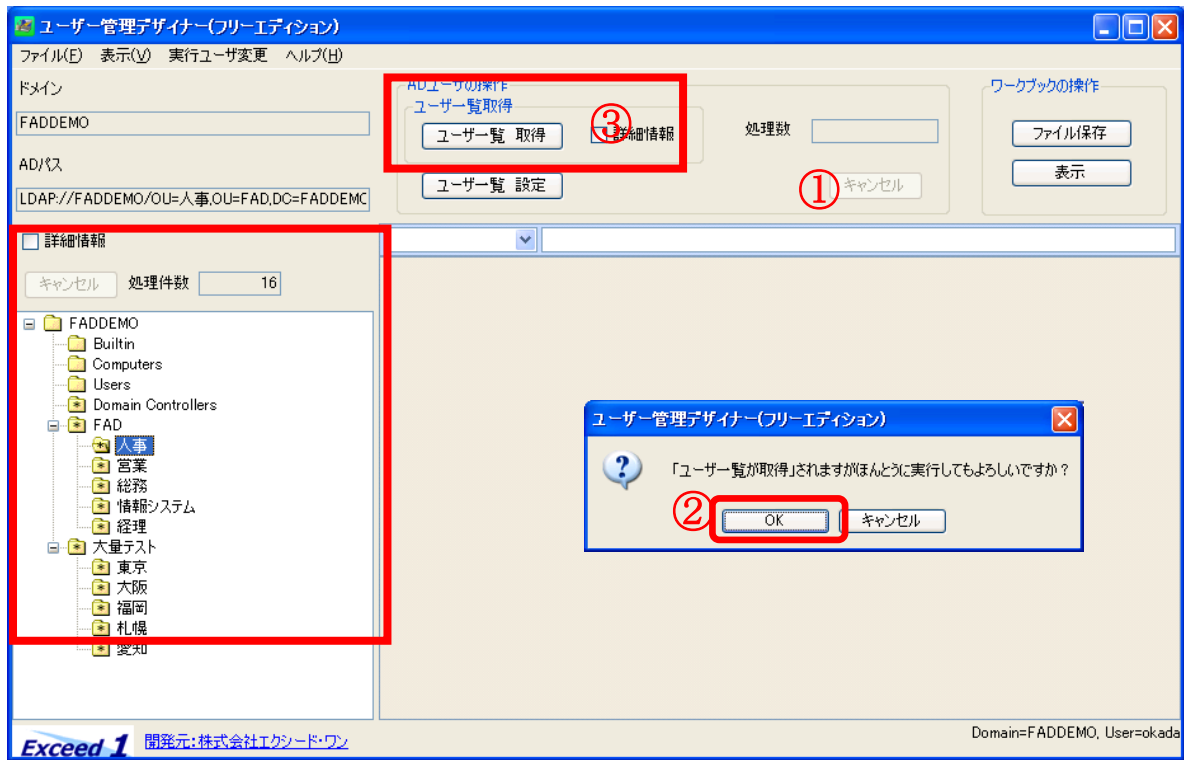 ユーザー管理デザイナー(フリーエディション)
ファイル(F) 表示(V) 実行ユーザ変更 ヘルプ(H)
ドメイン
FADDEMO
ADパス
LDAP://FADDEMO/OU=人事,OU=FAD,DC=FADDEMC
ADユーザの操作
ユーザ一覧取得
ユーザ一覧 取得
③
詳細情報
処理数
ユーザ一覧 設定
①
キャンセル
ワークブックの操作
ファイル保存
表示
詳細情報
キャンセル 処理件数 16
FADDEMO
Builtin
Computers
Users
Domain Controllers
FAD
人事
営業
総務
情報システム
経理
大量テスト
東京
大阪
福岡
札幌
愛知
ユーザー管理デザイナー(フリーエディション)
「ユーザ一覧が取得」されますがほんとうに実行してもよろしいですか?
②
OK キャンセル
Exceed 1 開発元:株式会社エクシード・ワン
Domain=FADDEMO, User=okada